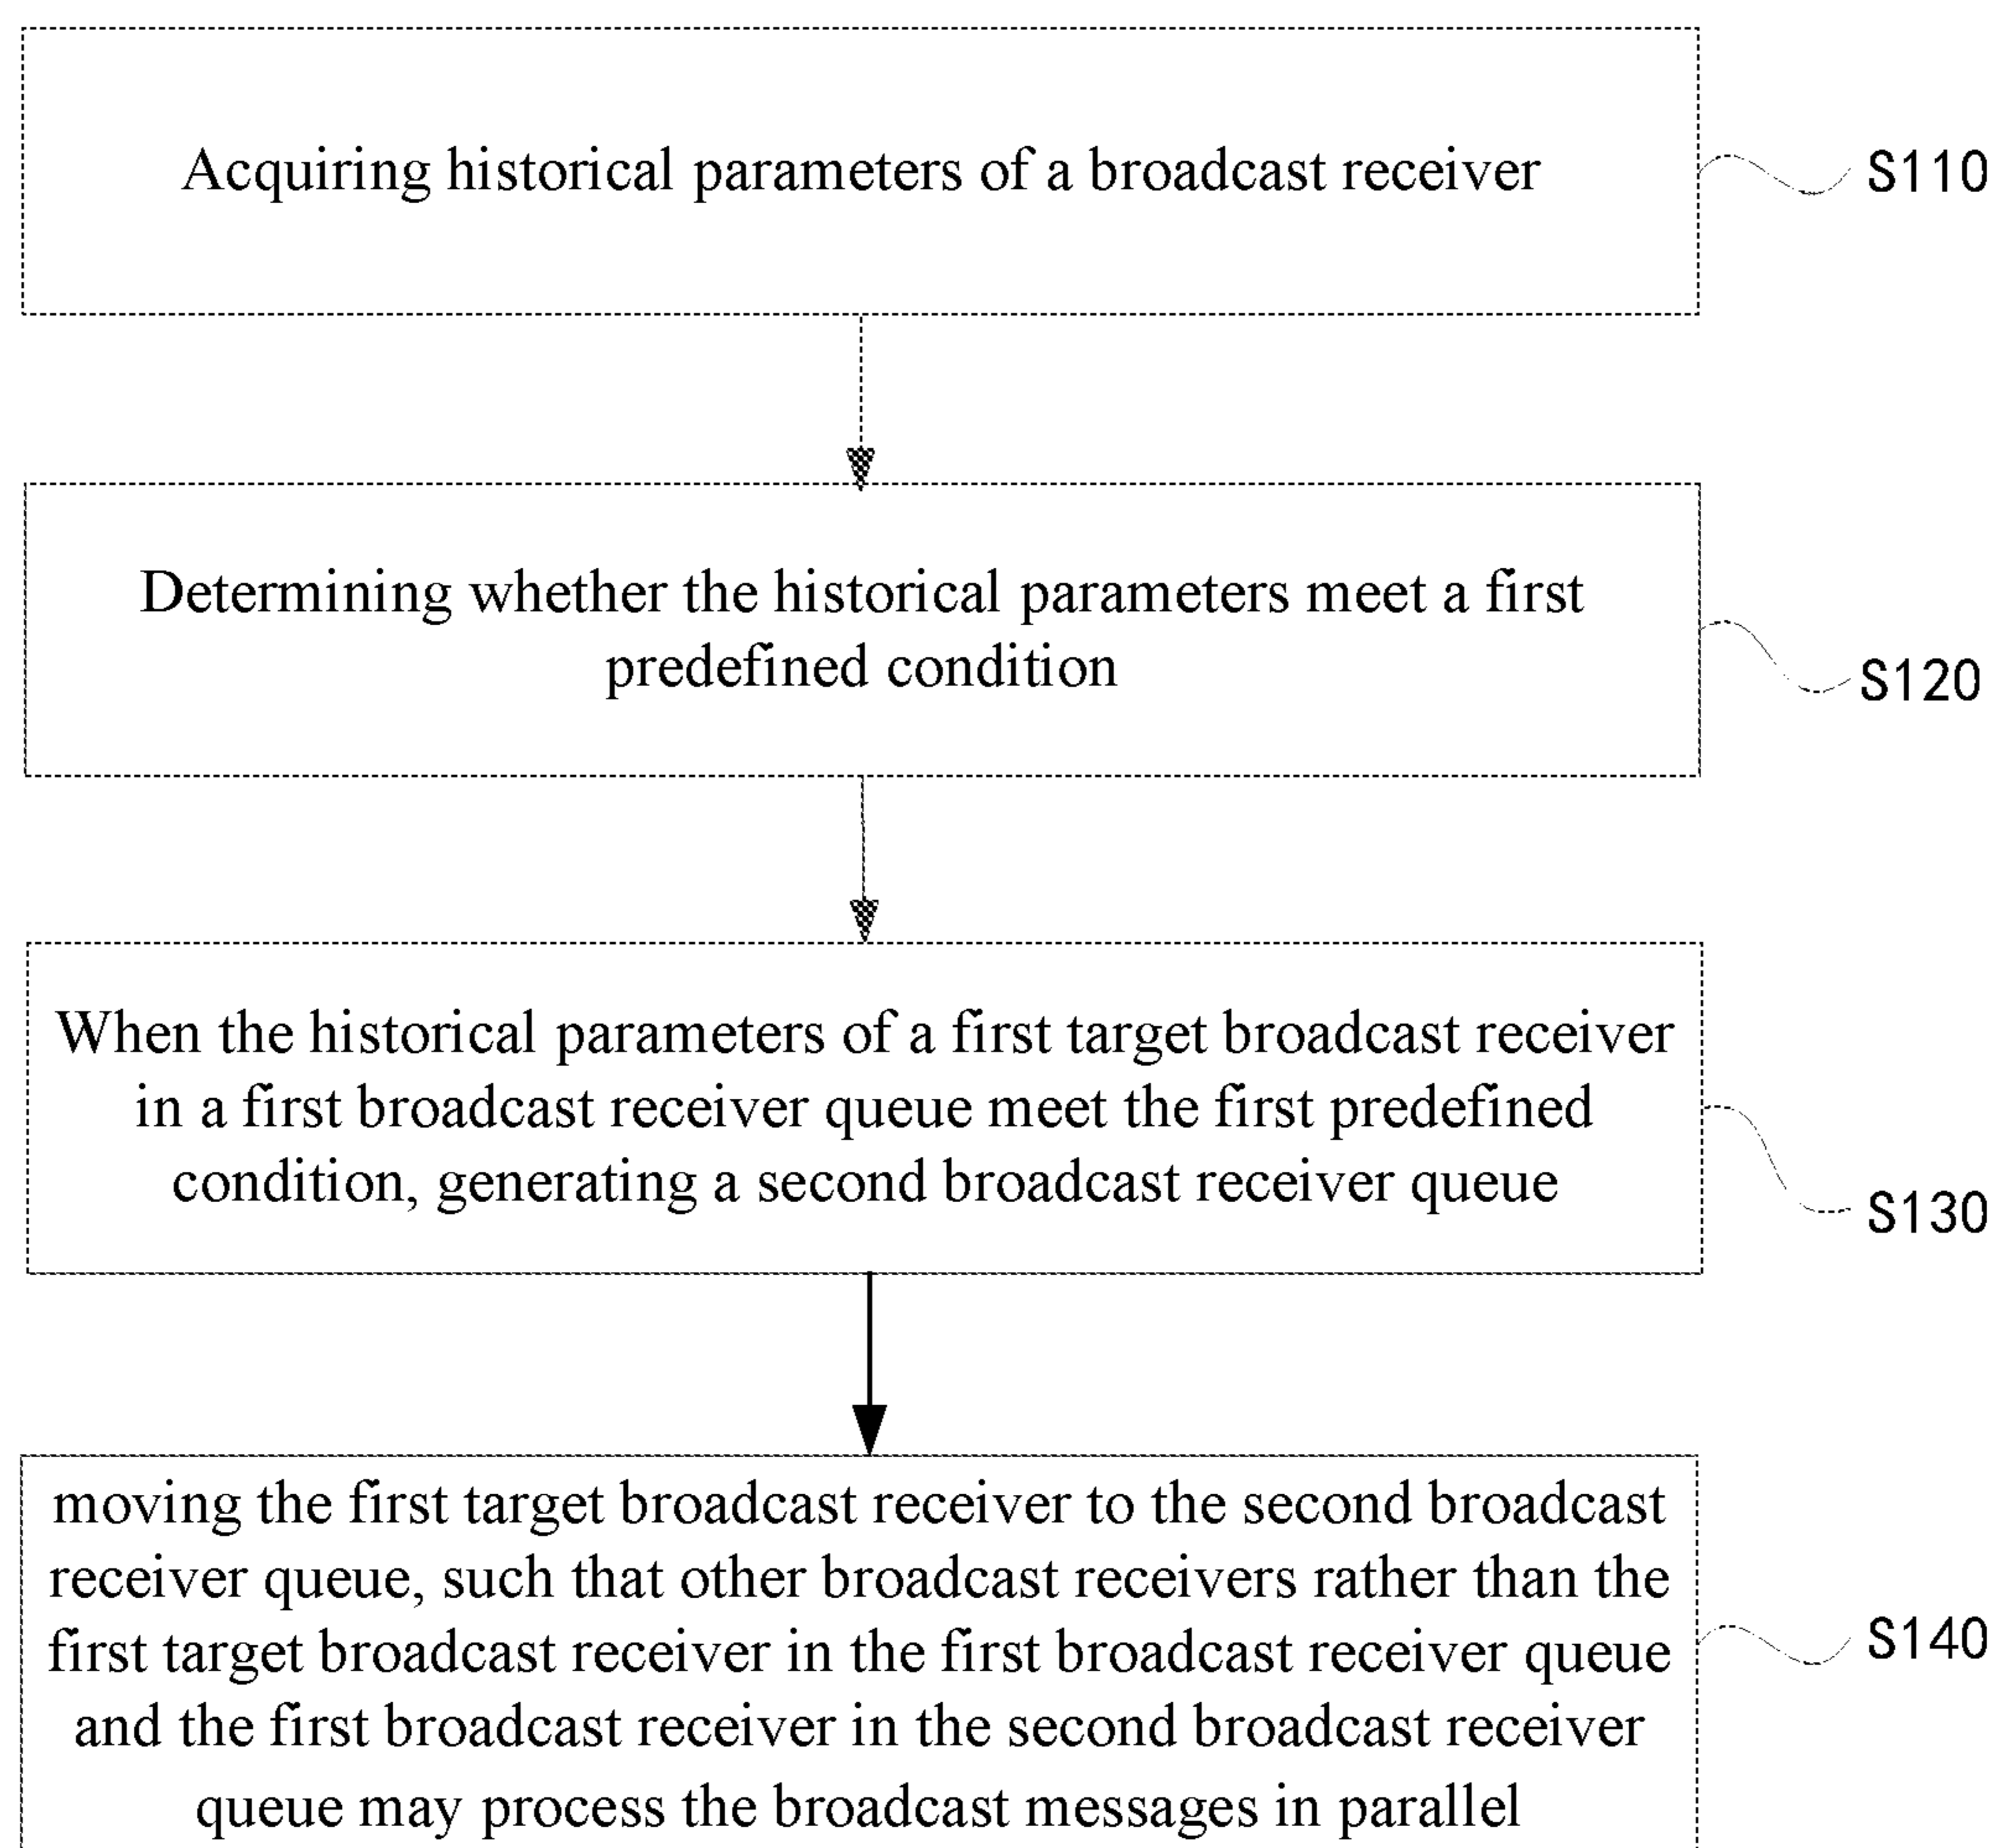 Acquiring historical parameters of a broadcast receiver
S110
Determining whether the historical parameters meet a first
predefined condition
S120
When the historical parameters of a first target broadcast receiver
in a first broadcast receiver queue meet the first predefined
condition, generating a second broadcast receiver queue
S130
moving the first target broadcast receiver to the second broadcast
receiver queue, such that other broadcast receivers rather than the
first target broadcast receiver in the first broadcast receiver queue
and the first broadcast receiver in the second broadcast receiver
queue may process the broadcast messages in parallel
S140